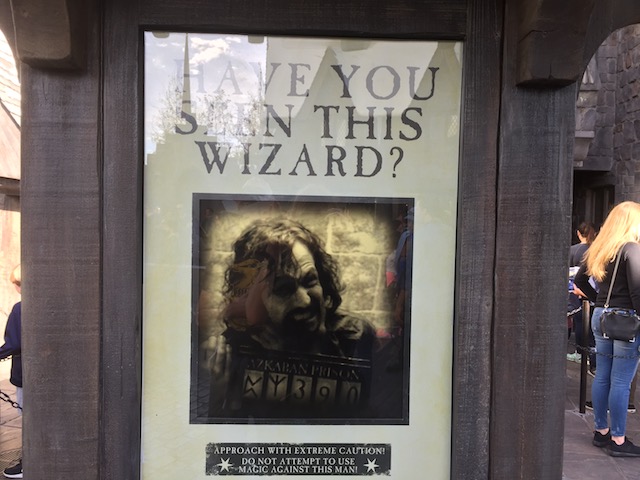 HAVE YOU
SEEN THIS
WIZARD?
AZKABAN PRISON
390
APPROACH WITH EXTREME CAUTION!
DO NOT ATTEMPT TO USE
MAGIC AGAINST THIS MAN!